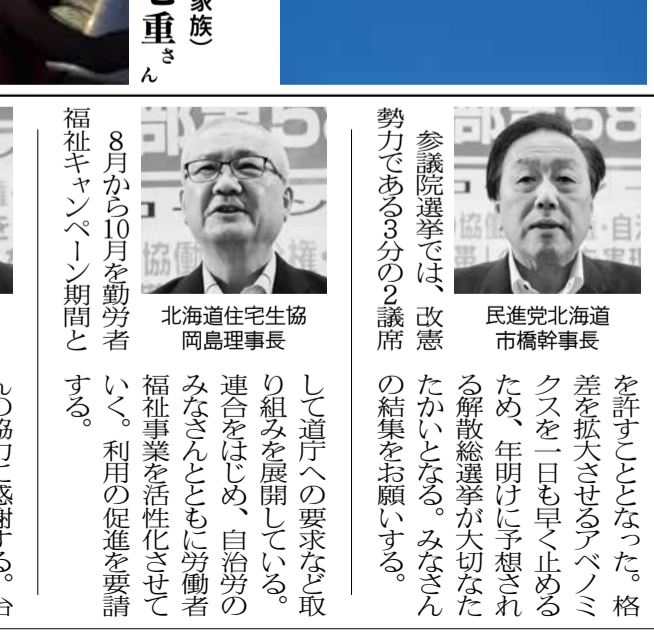 家族）
重さん
参議院選挙では、改憲
勢力である3分の2議席
を許すこととなった。格
差を拡大させるアベノミ
クスを一日も早く止める
ため、年明けに予想され
る解散総選挙が大切なた
たかいとなる。みなさん
の結集をお願いする。
民進党北海道
市橋幹事長
8月から10月を勤労者
福祉キャンペーン期間と
して道庁への要求など取
り組みを展開している。
連合をはじめ、自治労の
みなさんとともに労働者
福祉事業を活性化させて
いく。利用の促進を要請
する。
北海道住宅生協
岡島理事長
の協力に感謝する。台